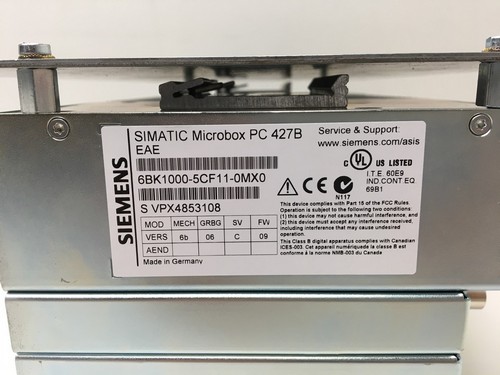 SIEMENS
SIMATIC Microbox PC 427B
EAE
6BK1000-5CF11-0MX0
S VPX4853108
MOD MECH GRBG SV FW
VERS 6b 06 C 09
AEND
Made in Germany
Service & Support:
www.siemens.com/asis
C UL US LISTED
I.T.E. 60E9
IND.CONT.EQ
69B1
CE
N117
This device complies with Part 15 of the FCC Rules.
Operation is subject to the following two conditions:
(1) this device may not cause harmful interference, and
(2) this device must accept any interference received,
including interference that may cause undesired
operation.
This Class B digital apparatus complies with Canadian
ICES-003. Cet appareil numériquede la classe B est
conforme à la norme NMB-003 du Canada.